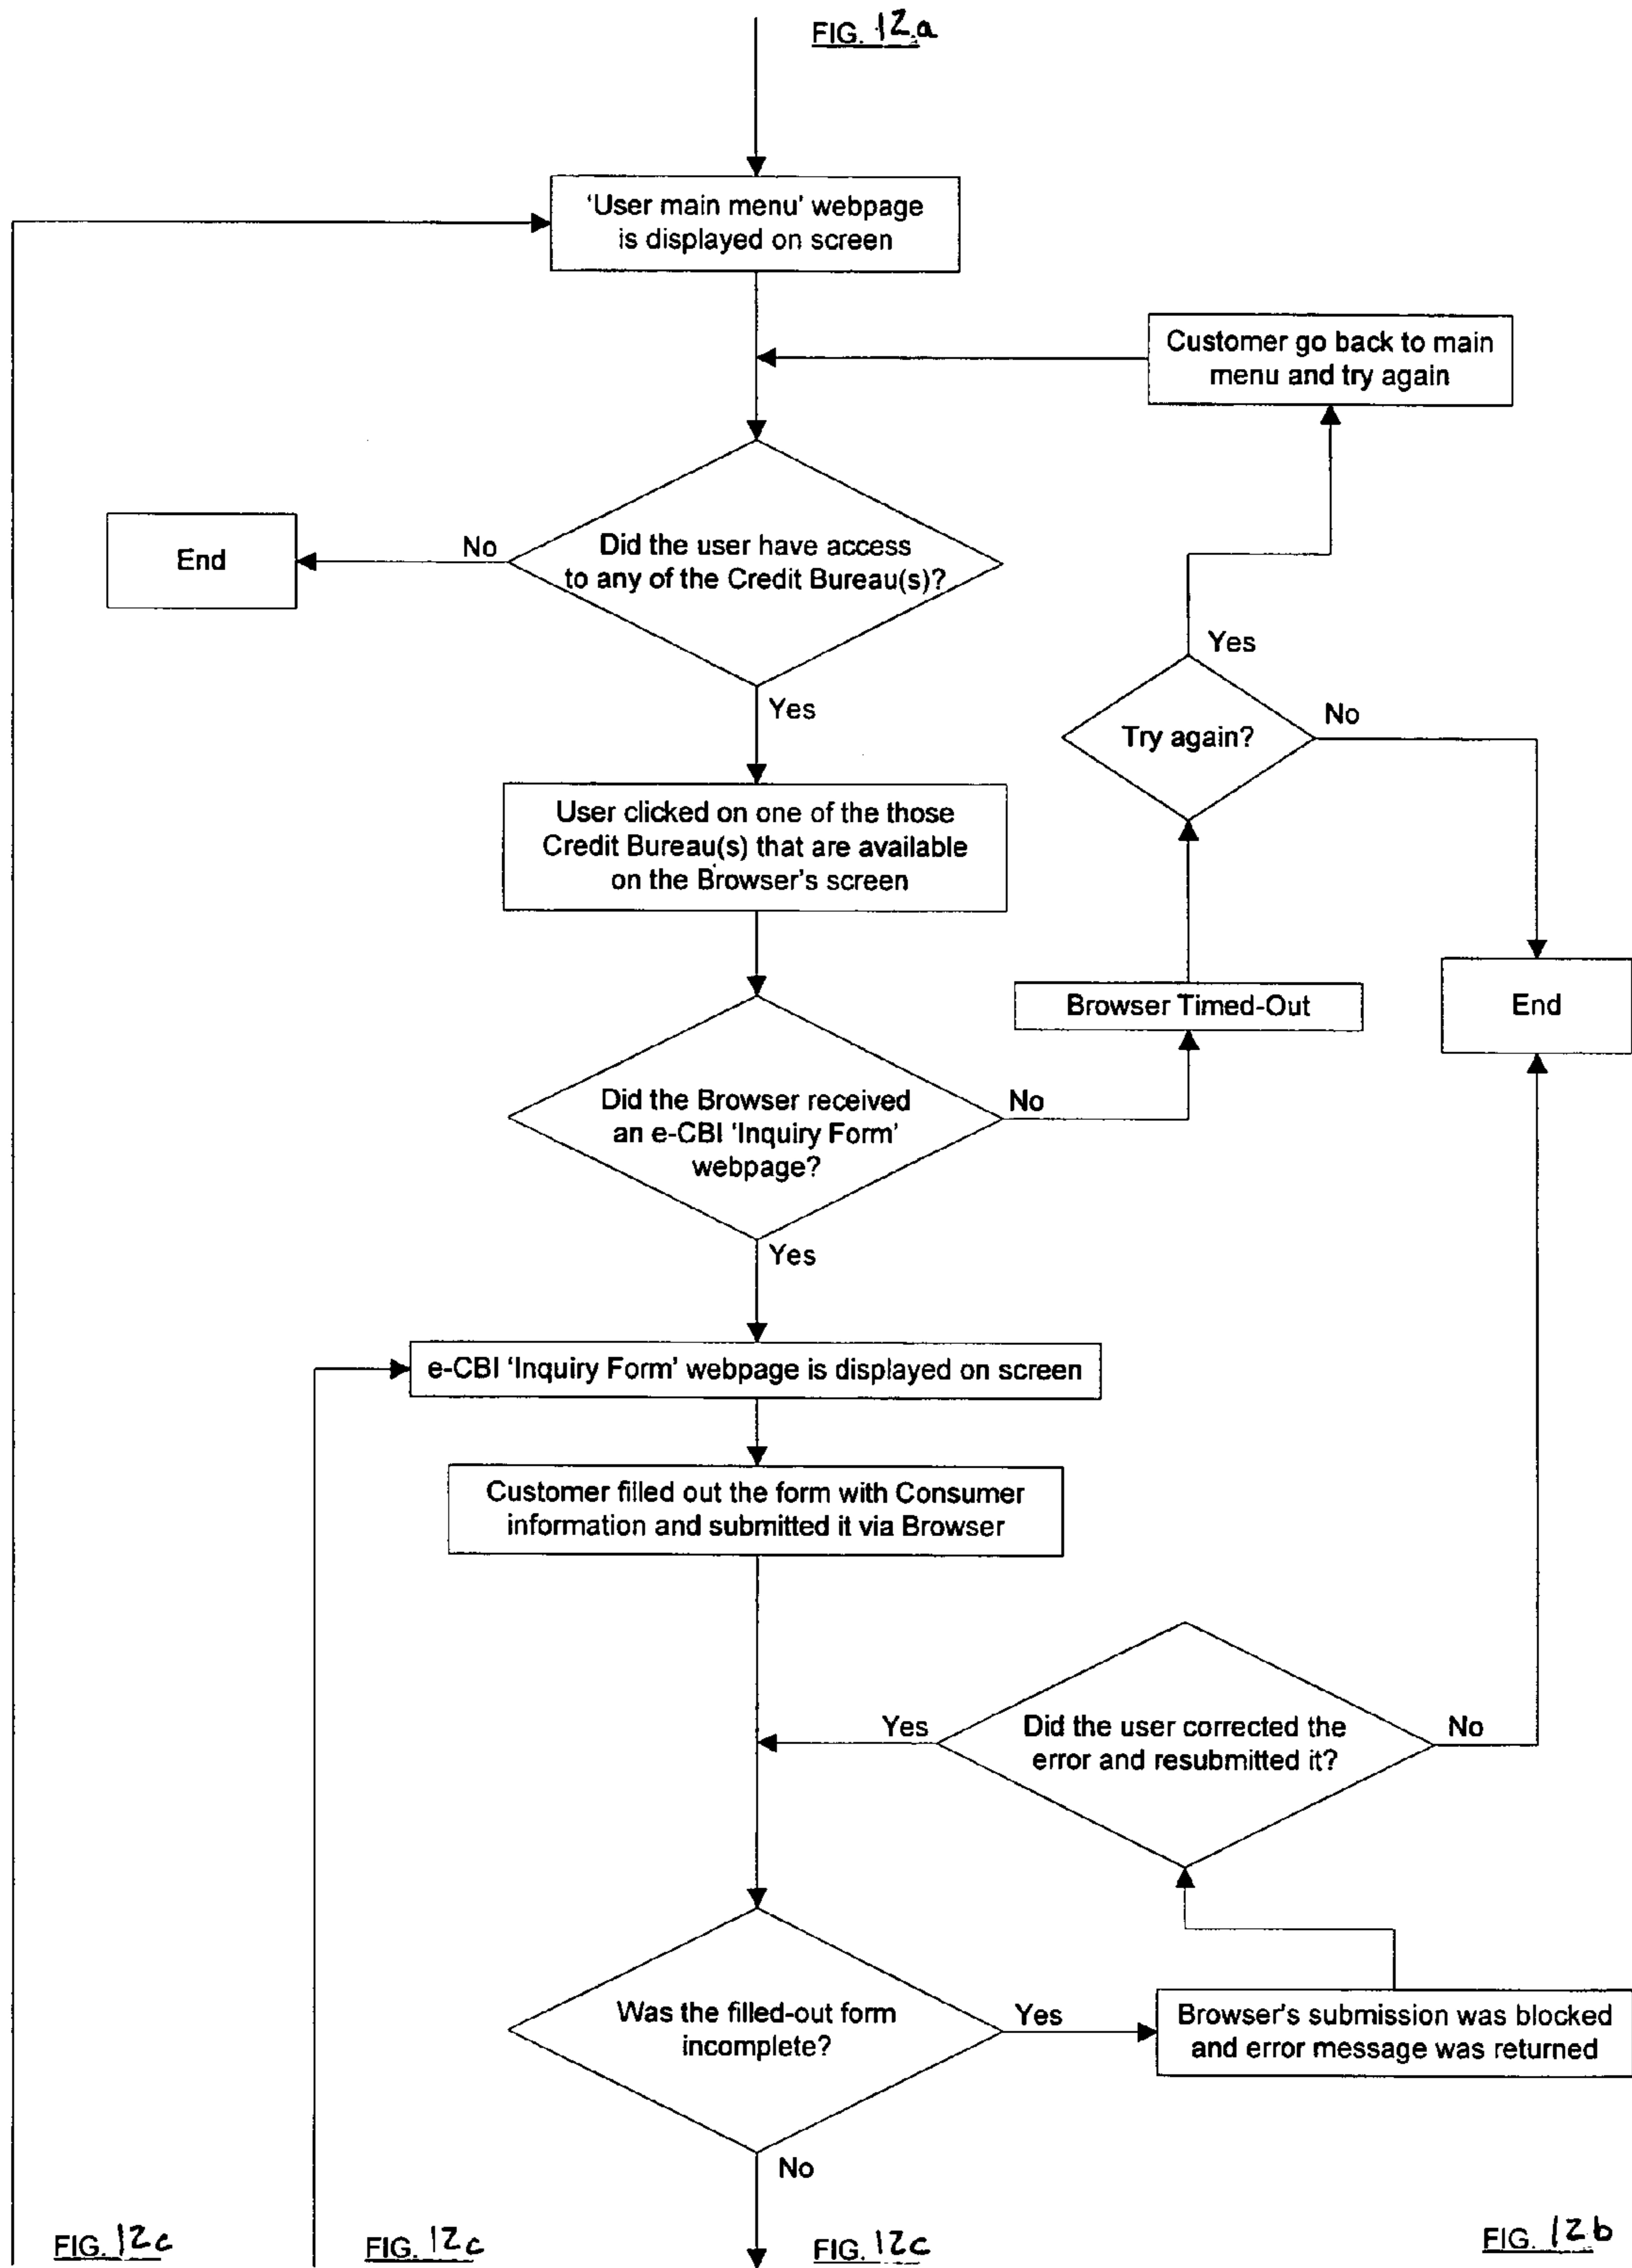 FIG. 12a
'User main menu' webpage
is displayed on screen
Customer go back to main
menu and try again
Did the user have access
to any of the Credit Bureau(s)?
No
End
Yes
Yes
Try again?
No
User clicked on one of the those
Credit Bureau(s) that are available
on the Browser's screen
Browser Timed-Out
End
Did the Browser received
an e-CBI 'Inquiry Form'
webpage?
No
Yes
e-CBI 'Inquiry Form' webpage is displayed on screen
Customer filled out the form with Consumer
information and submitted it via Browser
Yes
Did the user corrected the
error and resubmitted it?
No
Was the filled-out form
incomplete?
Yes
Browser's submission was blocked
and error message was returned
No
FIG. 12c
FIG. 12c
FIG. 12c
FIG. 12b